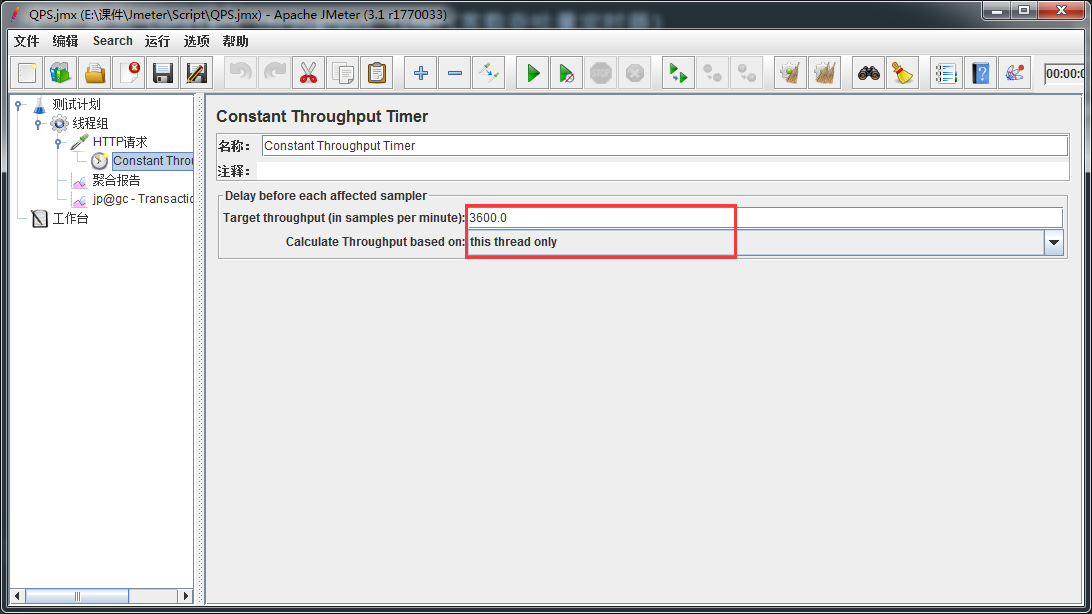 QPS.jmx (E:\课件\Jmeter\Script\QPS.jmx) - Apache JMeter (3.1 r1770033)
文件 编辑 Search 运行 选项 帮助
STOP
00:00:0
测试计划
线程组
HTTP请求
Constant Throu
聚合报告
jp@gc - Transactio
工作台
Constant Throughput Timer
名称： Constant Throughput Timer
注释：
Delay before each affected sampler
Target throughput (in samples per minute): 3600.0
Calculate Throughput based on: this thread only